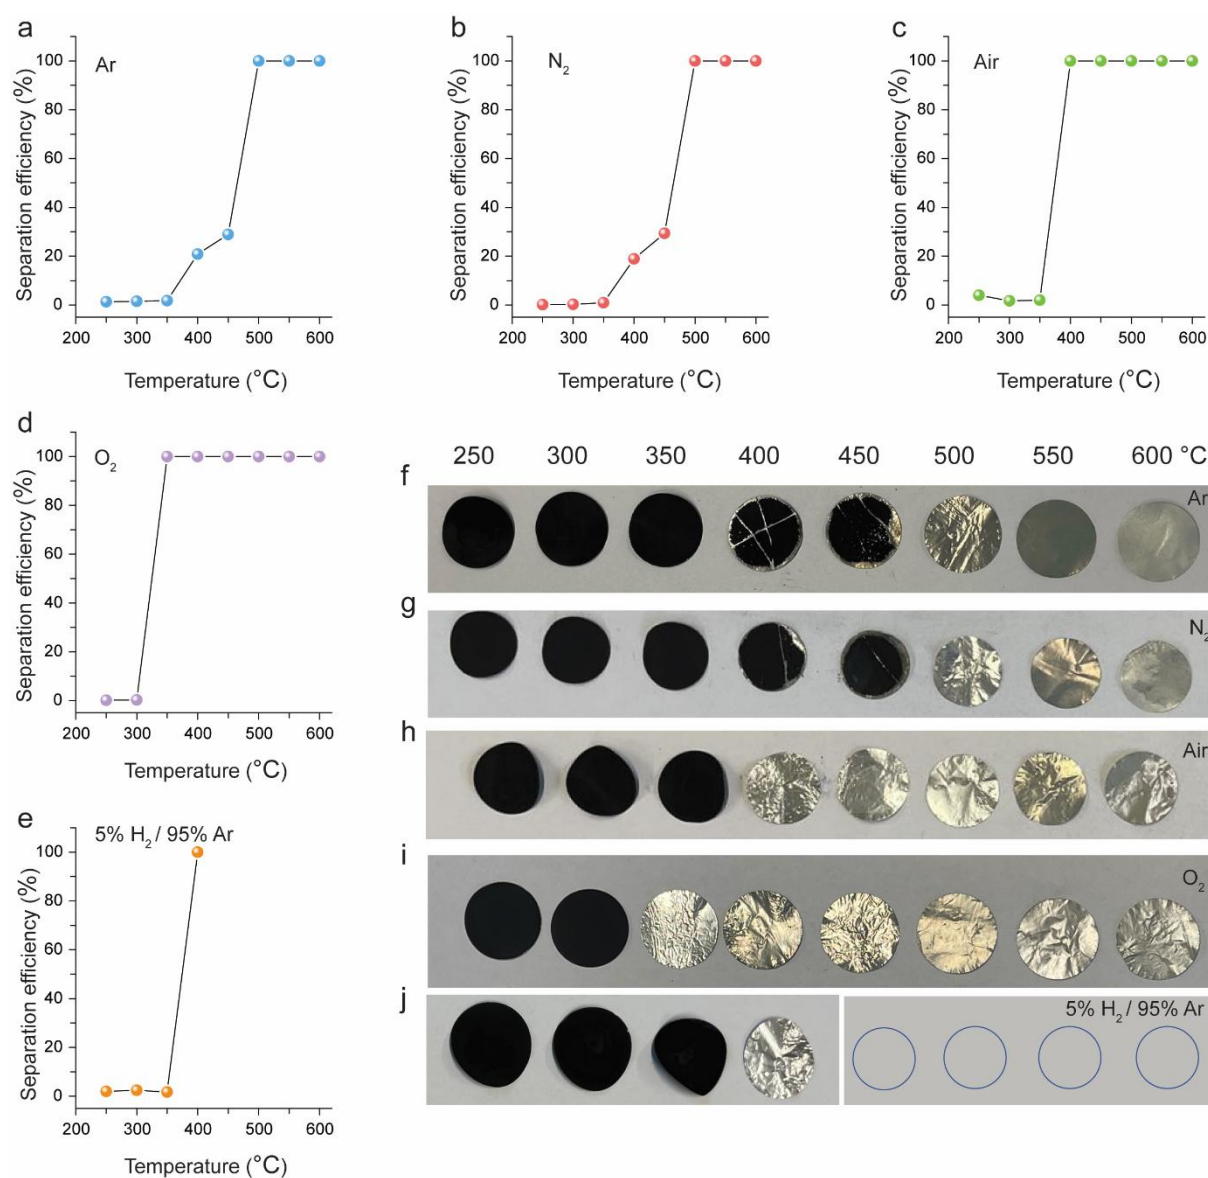 a
Ar
Separation efficiency (%)
100
80
60
40
20
0
200 300 400 500 600
Temperature (°C)
b
N₂
Separation efficiency (%)
100
80
60
40
20
0
200 300 400 500 600
Temperature (°C)
c
Air
Separation efficiency (%)
100
80
60
40
20
0
200 300 400 500 600
Temperature (°C)
d
O₂
Separation efficiency (%)
100
80
60
40
20
0
200 300 400 500 600
Temperature (°C)
e
5% H₂ / 95% Ar
Separation efficiency (%)
100
80
60
40
20
0
200 300 400 500 600
Temperature (°C)
250 300 350 400 450 500 550 600 °C
f
Ar
g
N₂
h
Air
i
O₂
j
5% H₂ / 95% Ar